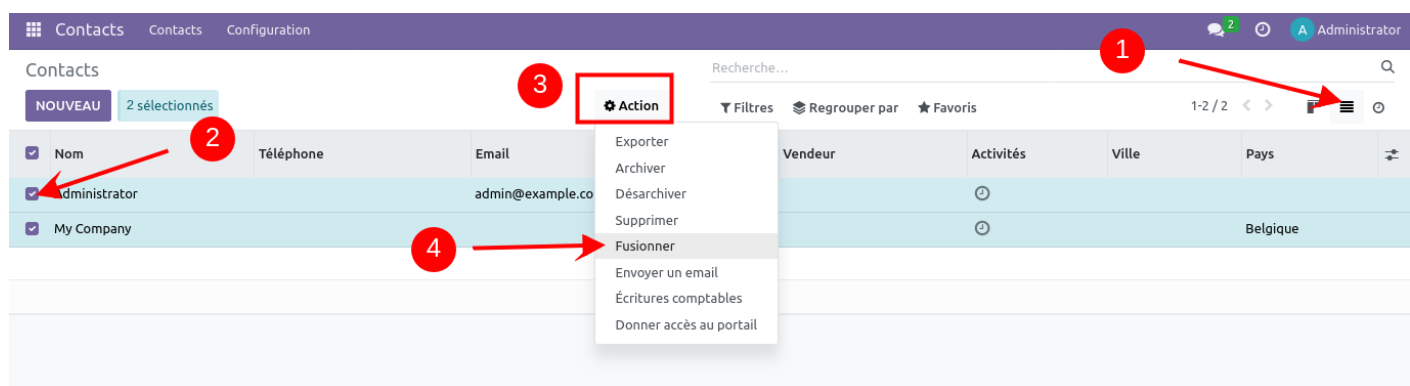 Contacts Contacts Configuration 2 A Administrator
1
Contacts Recherche...
3
NOUVEAU 2 sélectionnés Action Filtres Regrouper par Favoris 1-2 / 2
2
Nom Téléphone Email Vendeur Activités Ville Pays
Administrator admin@example.co
My Company Belgique
4
Exporter
Archiver
Désarchiver
Supprimer
Fusionner
Envoyer un email
Écritures comptables
Donner accès au portail